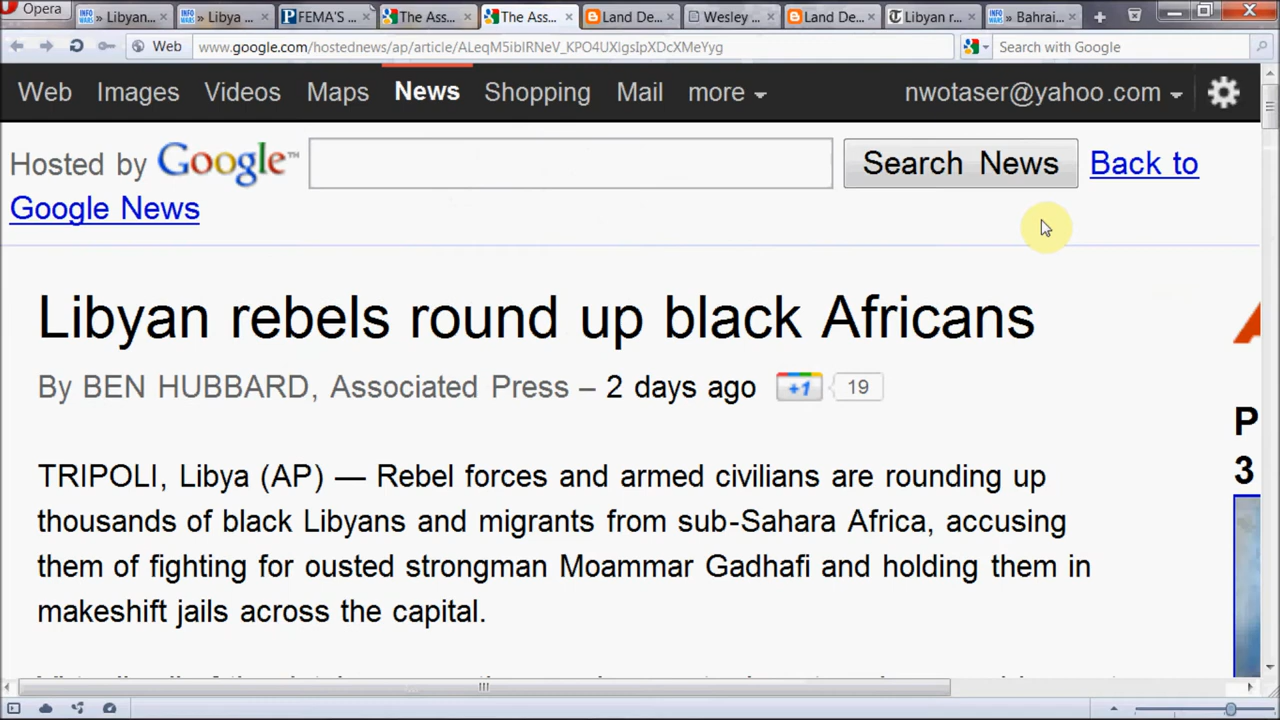 Opera
» Libyan...
» Libya ...
FEMA'S ...
The Ass...
The Ass...
Land De...
Wesley ...
Land De...
Libyan r...
» Bahrai...
Web
www.google.com/hostednews/ap/article/ALeqM5ibIRNeV_KPO4UXlgsIpXDcXMeYyg
Search with Google
Web Images Videos Maps News Shopping Mail more nwotaser@yahoo.com
Hosted by Google™ Search News Back to
Google News
Libyan rebels round up black Africans
By BEN HUBBARD, Associated Press – 2 days ago +1 19
TRIPOLI, Libya (AP) — Rebel forces and armed civilians are rounding up
thousands of black Libyans and migrants from sub-Sahara Africa, accusing
them of fighting for ousted strongman Moammar Gadhafi and holding them in
makeshift jails across the capital.
P
3